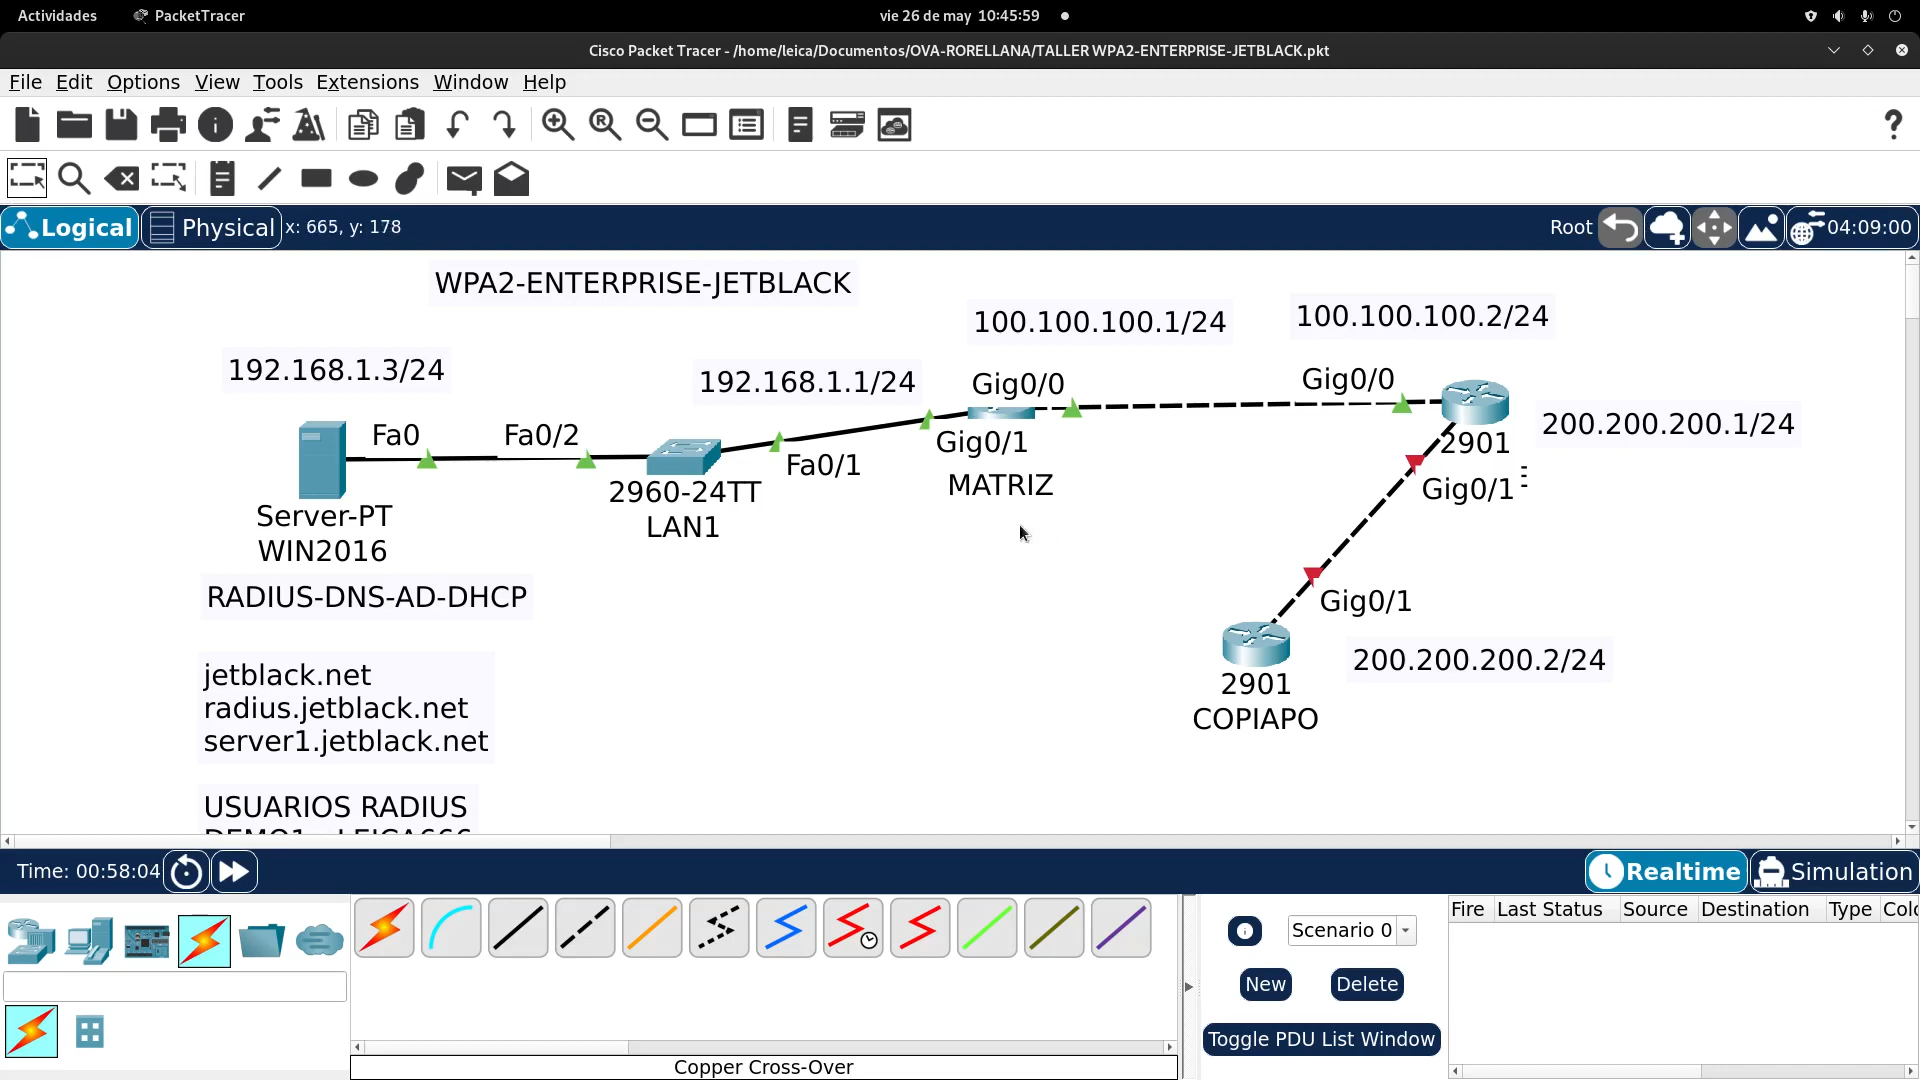 Actividades
PacketTracer
vie 26 de may 10:45:59
Cisco Packet Tracer - /home/leica/Documentos/OVA-RORELLANA/TALLER WPA2-ENTERPRISE-JETBLACK.pkt
File Edit Options View Tools Extensions Window Help
Logical
Physical
x: 665, y: 178
Root
04:09:00
WPA2-ENTERPRISE-JETBLACK
100.100.100.1/24
100.100.100.2/24
192.168.1.3/24
192.168.1.1/24
Gig0/0
Gig0/0
200.200.200.1/24
Fa0
Fa0/2
Gig0/1
2901
Fa0/1
MATRIZ
Gig0/1
2960-24TT
LAN1
Server-PT
WIN2016
RADIUS-DNS-AD-DHCP
Gig0/1
200.200.200.2/24
2901
COPIAPO
jetblack.net
radius.jetblack.net
server1.jetblack.net
USUARIOS RADIUS
Time: 00:58:04
Realtime
Simulation
Scenario 0
New
Delete
Toggle PDU List Window
Fire Last Status Source Destination Type
Copper Cross-Over